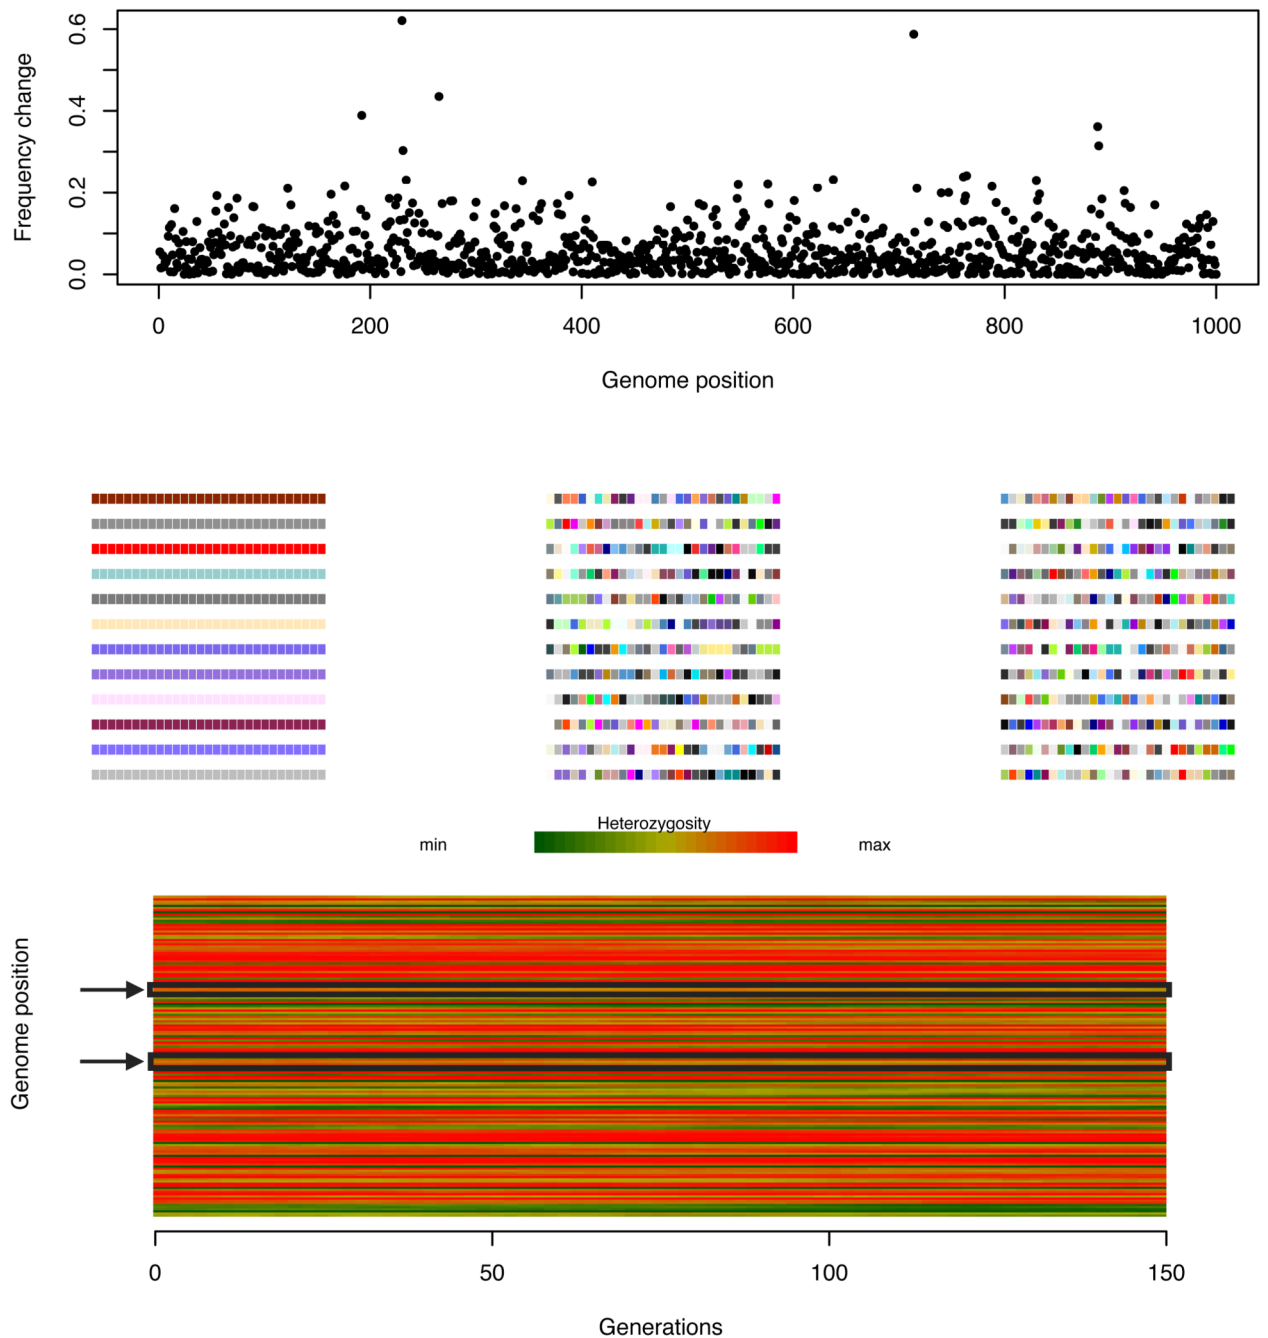 Frequency change
0.6
0.4
0.2
0.0
0 200 400 600 800 1000
Genome position
Heterozygosity
min max
Genome position
0 50 100 150
Generations